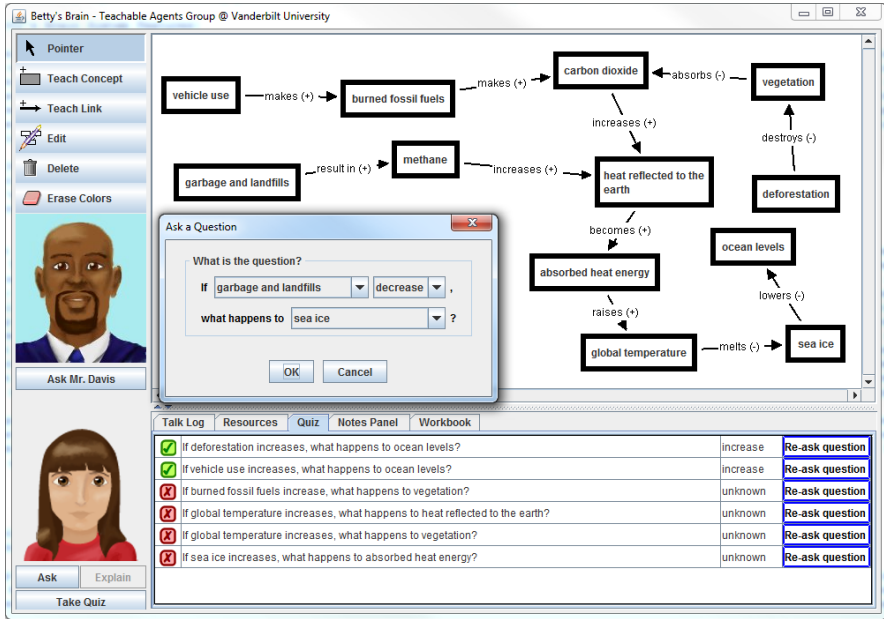 Betty's Brain - Teachable Agents Group @ Vanderbilt University
Pointer
Teach Concept
Teach Link
Edit
Delete
Erase Colors
Ask Mr. Davis
Ask Explain
Take Quiz
vehicle use
makes (+)
burned fossil fuels
makes (+)
carbon dioxide
absorbs (-)
vegetation
increases (+)
destroys (-)
garbage and landfills
result in (+)
methane
increases (+)
heat reflected to the
earth
deforestation
becomes (+)
ocean levels
absorbed heat energy
lowers (-)
raises (+)
global temperature
melts (-)
sea ice
Ask a Question
What is the question?
If garbage and landfills decrease ,
what happens to sea ice ?
OK Cancel
Talk Log Resources Quiz Notes Panel Workbook
If deforestation increases, what happens to ocean levels? increase Re-ask question
If vehicle use increases, what happens to ocean levels? increase Re-ask question
If burned fossil fuels increase, what happens to vegetation? unknown Re-ask question
If global temperature increases, what happens to heat reflected to the earth? unknown Re-ask question
If global temperature increases, what happens to vegetation? unknown Re-ask question
If sea ice increases, what happens to absorbed heat energy? unknown Re-ask question